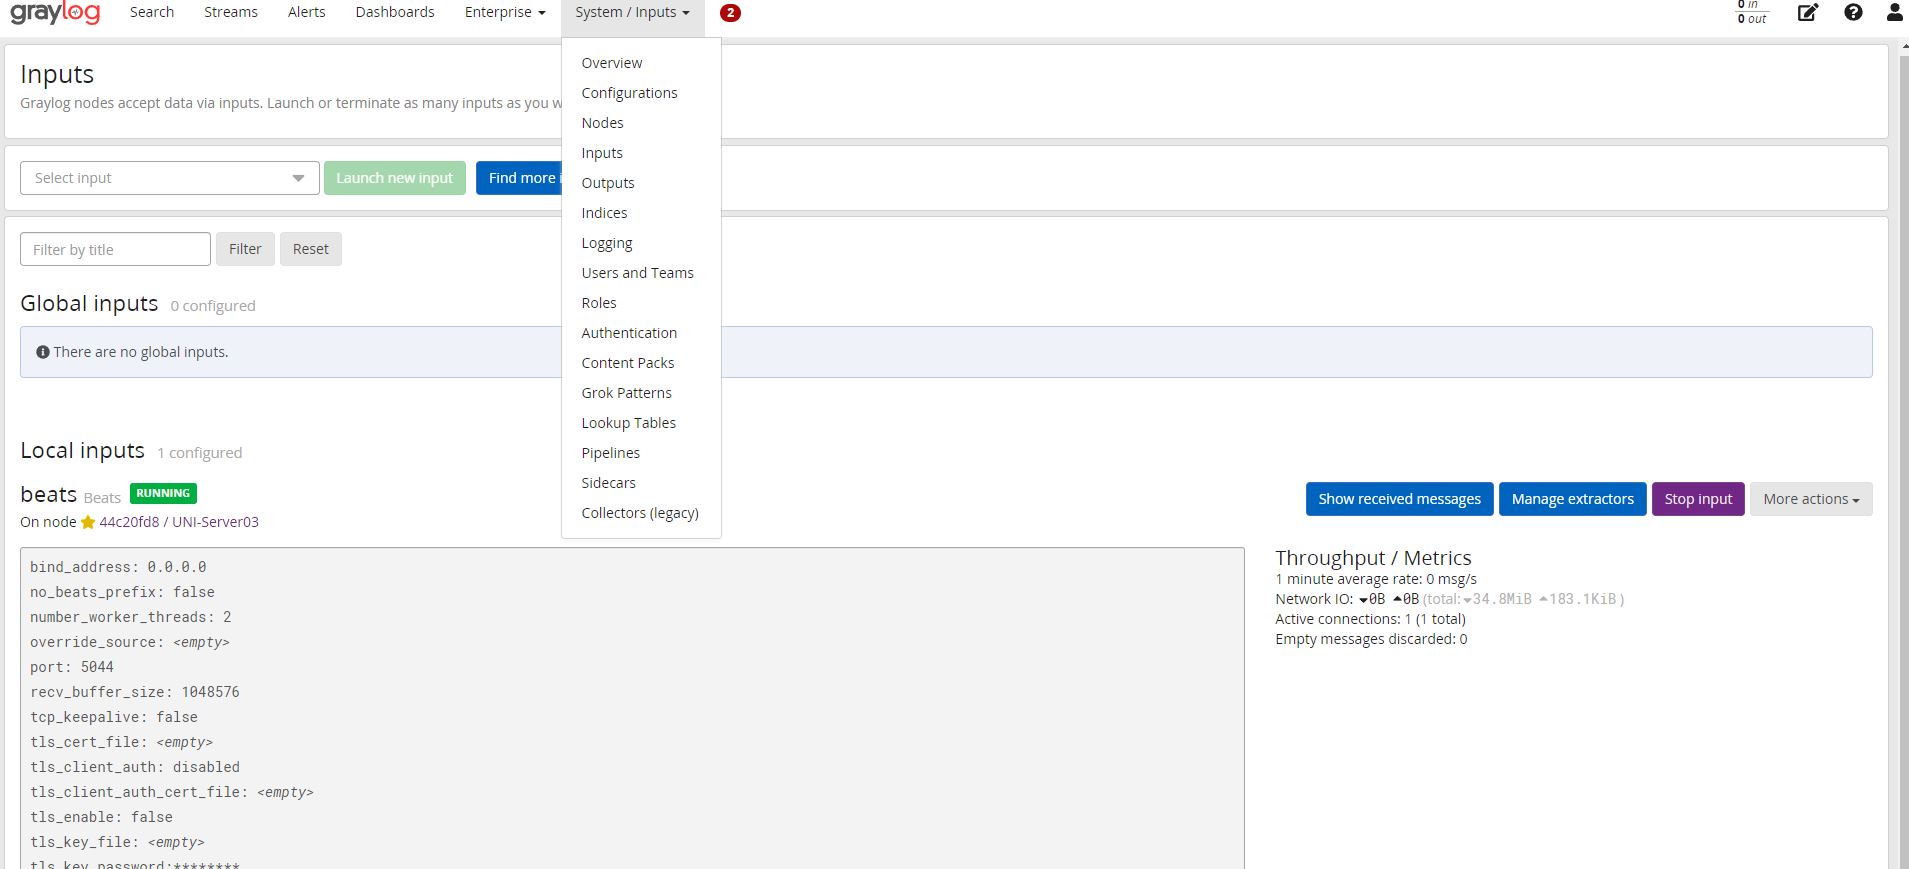 graylog Search Streams Alerts Dashboards Enterprise System / Inputs 2 0 in
0 out
Overview
Configurations
Nodes
Inputs
Outputs
Indices
Logging
Users and Teams
Roles
Authentication
Content Packs
Grok Patterns
Lookup Tables
Pipelines
Sidecars
Collectors (legacy)
Inputs
Graylog nodes accept data via inputs. Launch or terminate as many inputs as you
Select input Launch new input Find more
Filter by title Filter Reset
Global inputs 0 configured
There are no global inputs.
Local inputs 1 configured
beats Beats RUNNING
On node 44c20fd8 / UNI-Server03
Show received messages Manage extractors Stop input More actions
bind_address: 0.0.0.0
no_beats_prefix: false
number_worker_threads: 2
override_source: <empty>
port: 5044
recv_buffer_size: 1048576
tcp_keepalive: false
tls_cert_file: <empty>
tls_client_auth: disabled
tls_client_auth_cert_file: <empty>
tls_enable: false
tls_key_file: <empty>
tls_key_password:********
Throughput / Metrics
1 minute average rate: 0 msg/s
Network IO: 0B 0B (total: 34.8MiB 183.1KiB )
Active connections: 1 (1 total)
Empty messages discarded: 0